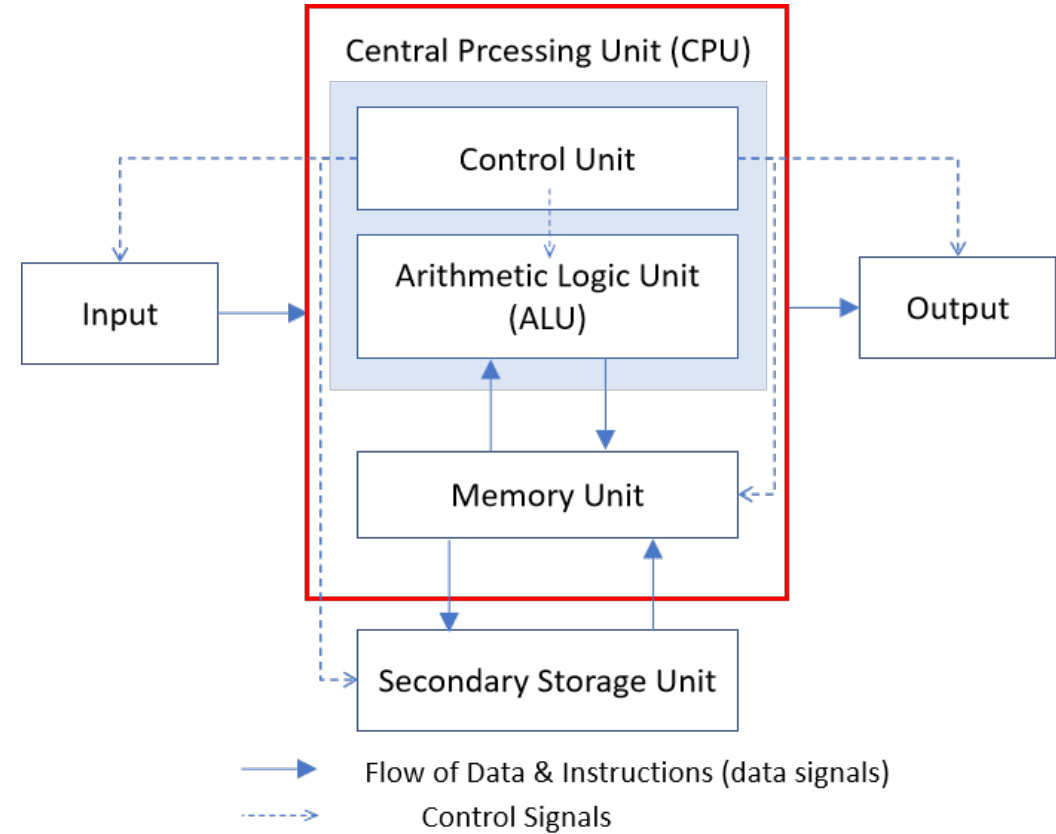 Central Prcessing Unit (CPU)
Control Unit
Arithmetic Logic Unit
(ALU)
Input
Output
Memory Unit
Secondary Storage Unit
Flow of Data & Instructions (data signals)
Control Signals